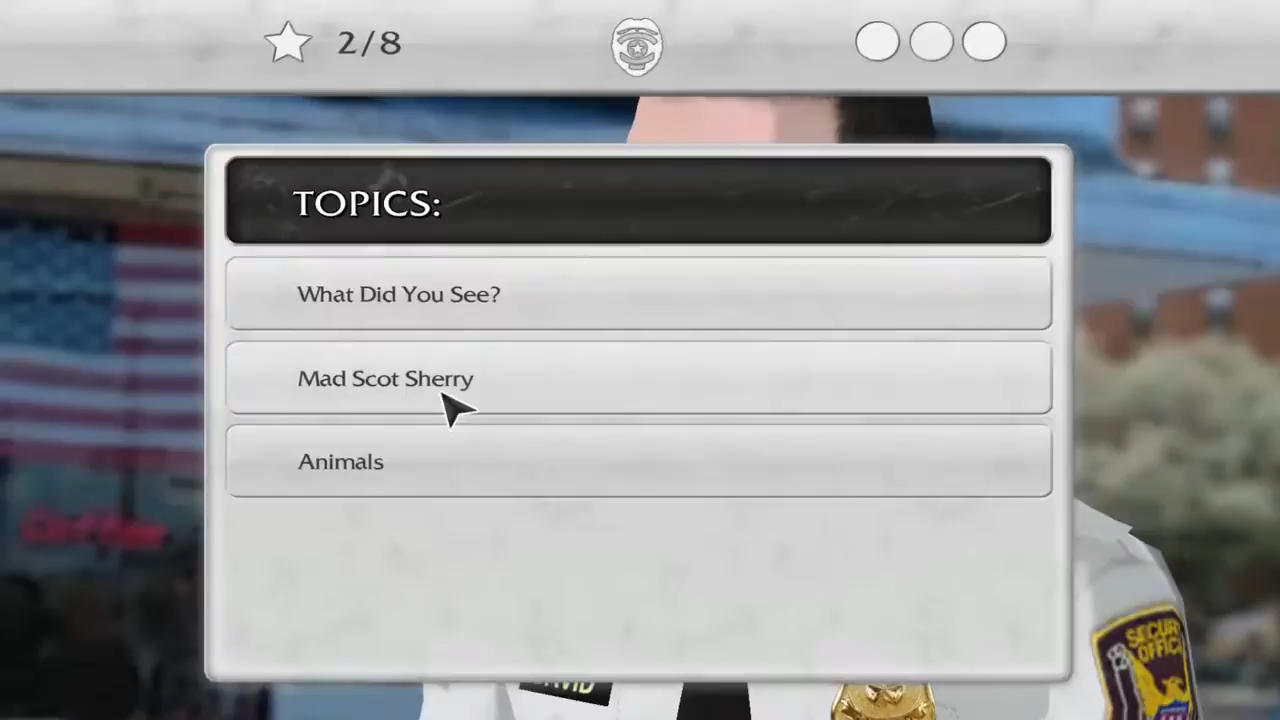 2/8
TOPICS:
What Did You See?
Mad Scot Sherry
Animals